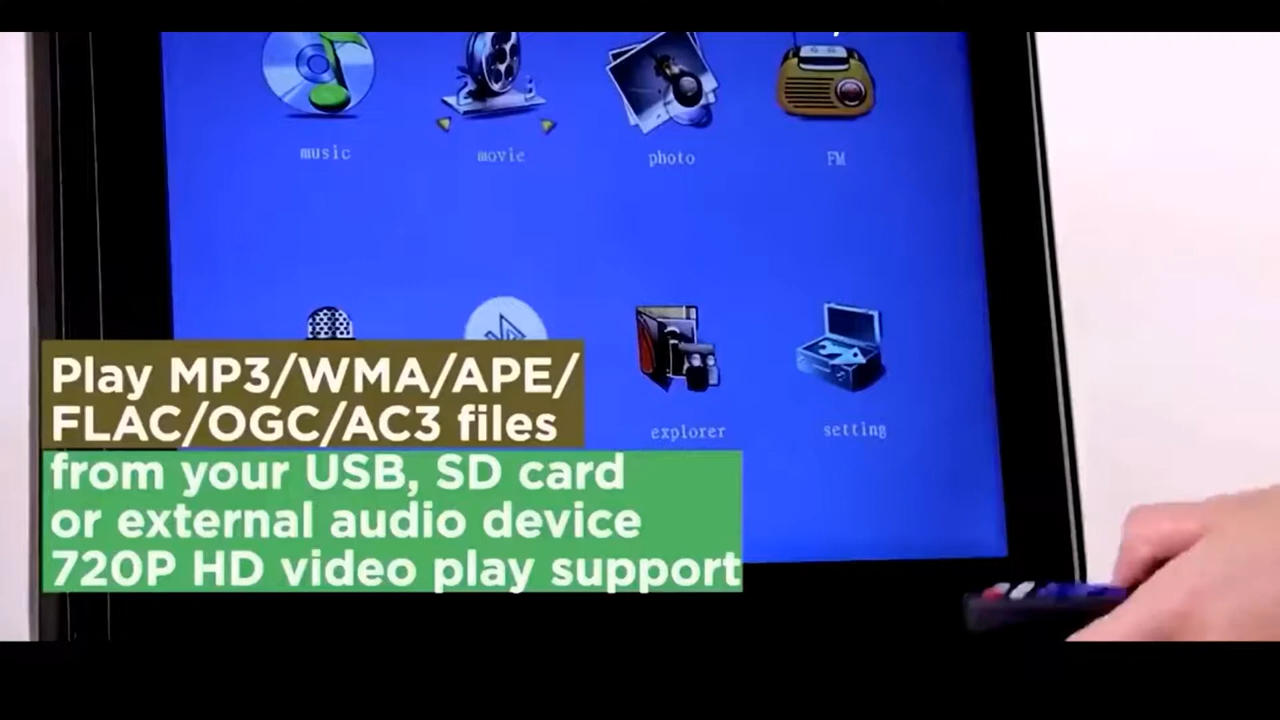 music movie photo FM
explorer setting
Play MP3/WMA/APE/
FLAC/OGC/AC3 files
from your USB, SD card
or external audio device
720P HD video play support